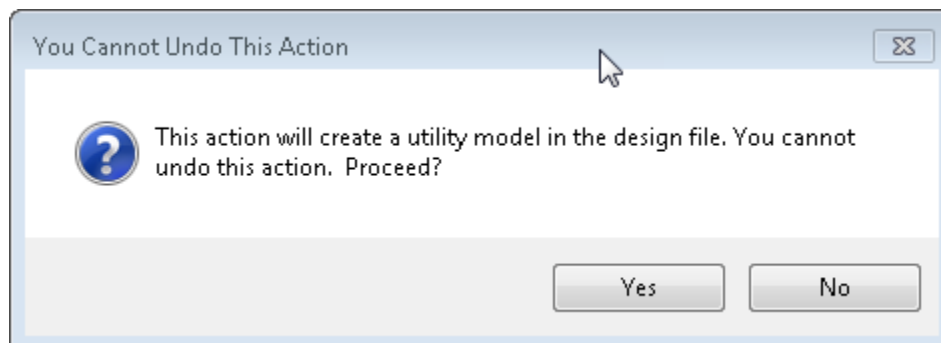 You Cannot Undo This Action
This action will create a utility model in the design file. You cannot
undo this action.  Proceed?
Yes
No